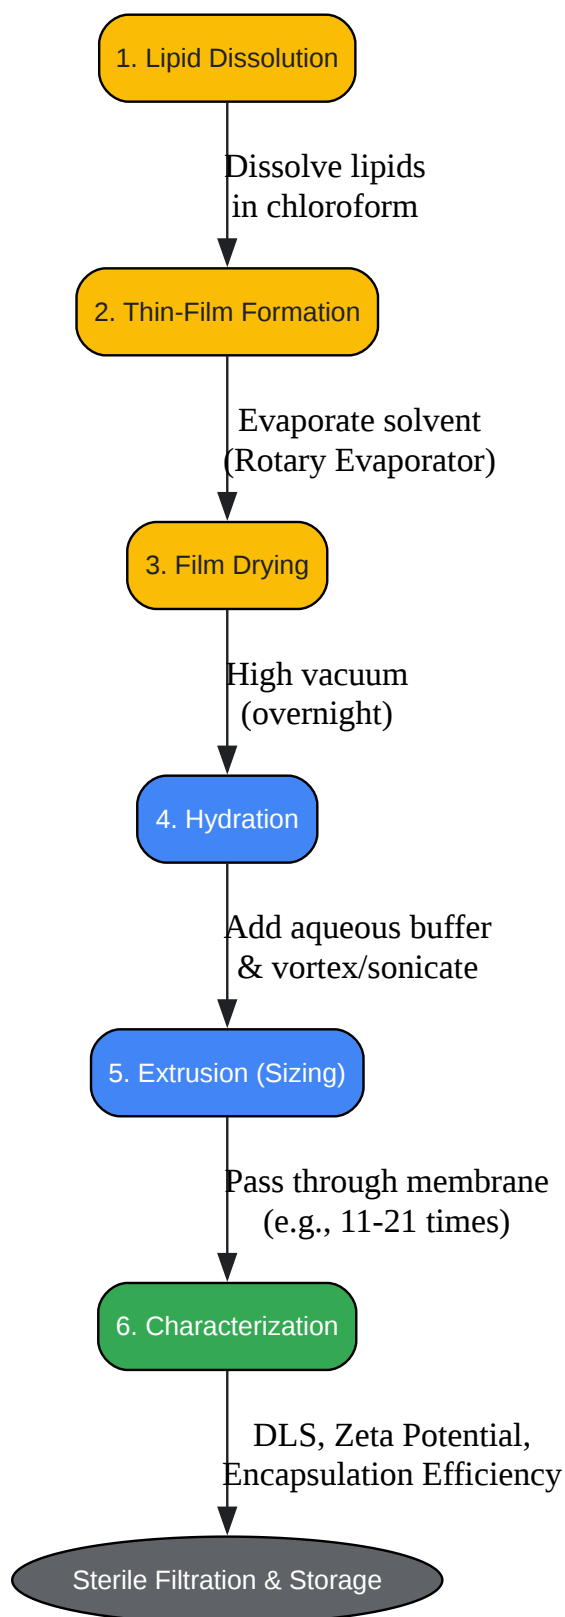 1. Lipid Dissolution
Dissolve lipids
in chloroform
2. Thin-Film Formation
Evaporate solvent
(Rotary Evaporator)
3. Film Drying
High vacuum
(overnight)
4. Hydration
Add aqueous buffer
& vortex/sonicate
5. Extrusion (Sizing)
Pass through membrane
(e.g., 11-21 times)
6. Characterization
DLS, Zeta Potential,
Encapsulation Efficiency
Sterile Filtration & Storage